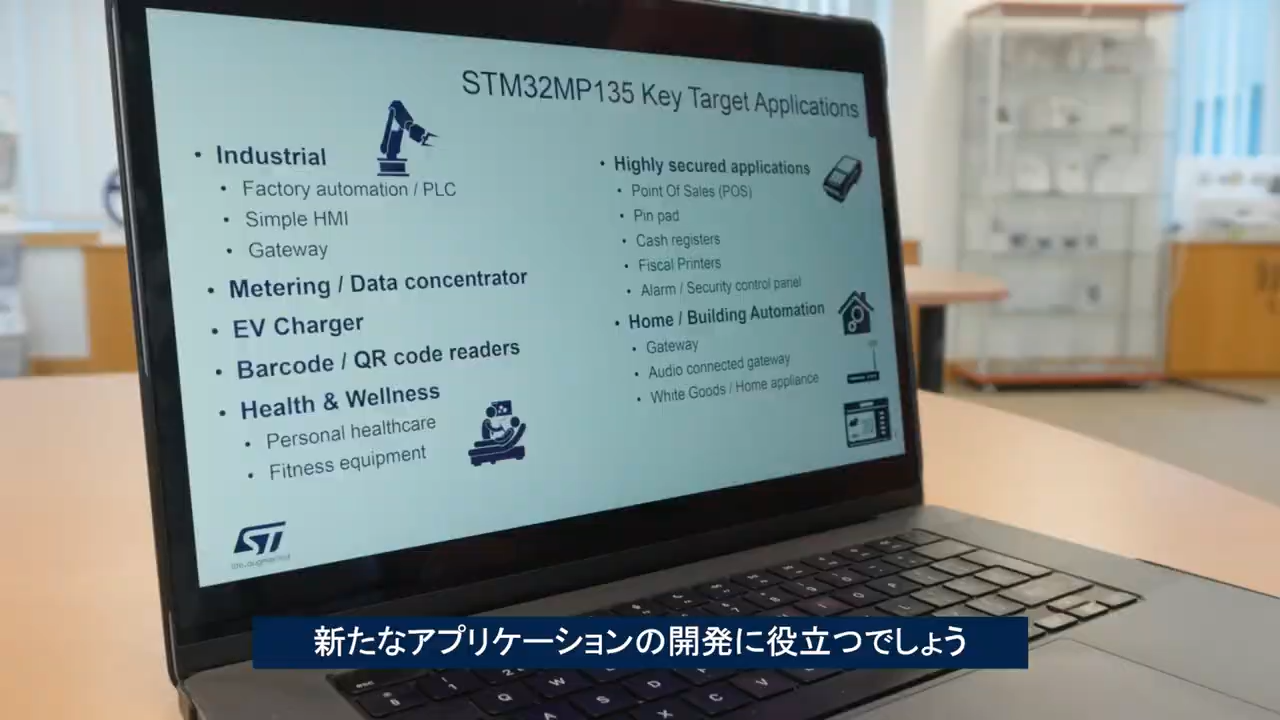 STM32MP135 Key Target Applications
• Industrial
• Factory automation / PLC
• Simple HMI
• Gateway
• Metering / Data concentrator
• EV Charger
• Barcode / QR code readers
• Health & Wellness
• Personal healthcare
• Fitness equipment
• Highly secured applications
• Point Of Sales (POS)
• Pin pad
• Cash registers
• Fiscal Printers
• Alarm / Security control panel
• Home / Building Automation
• Gateway
• Audio connected gateway
• White Goods / Home appliance
ST
life.augmented
新たなアプリケーションの開発に役立つでしょう